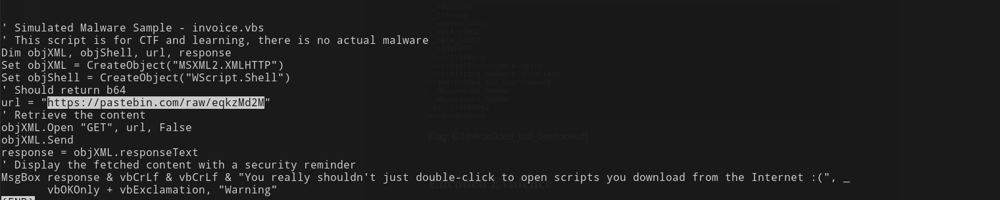 ' Simulated Malware Sample - invoice.vbs
' This script is for CTF and learning, there is no actual malware
Dim objXML, objShell, url, response
Set objXML = CreateObject("MSXML2.XMLHTTP")
Set objShell = CreateObject("WScript.Shell")
' Should return b64
url = "https://pastebin.com/raw/eqkzMd2M"
' Retrieve the content
objXML.Open "GET", url, False
objXML.Send
response = objXML.responseText
' Display the fetched content with a security reminder
MsgBox response & vbCrLf & vbCrLf & "You really shouldn't just double-click to open scripts you download from the Internet :(", _
vbOKOnly + vbExclamation, "Warning"
(END)
Flag: C1{h4rdc0ded_but_0verlooked}
Encoded Evidence